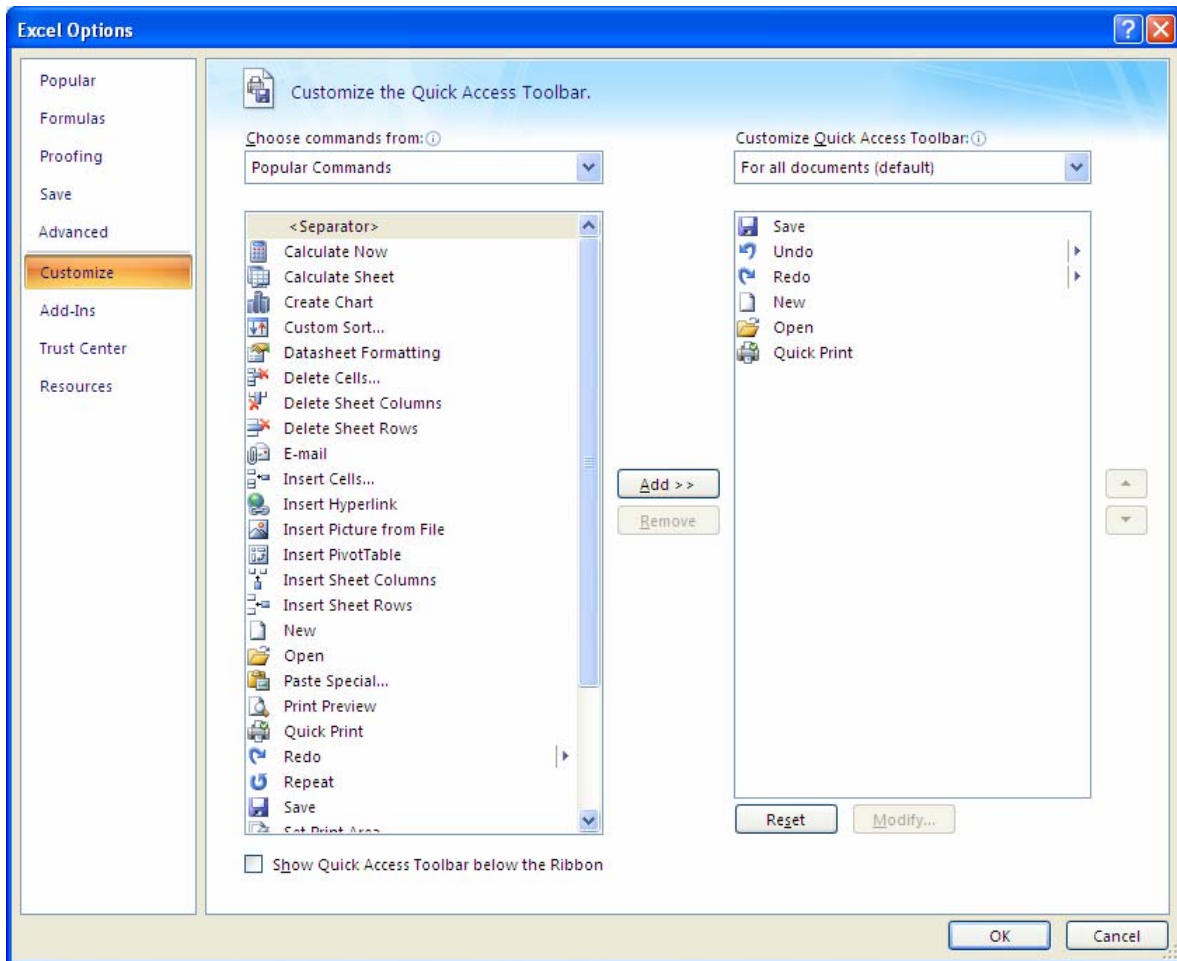 Excel Options
Popular
Formulas
Proofing
Save
Advanced
Customize
Add-Ins
Trust Center
Resources
Customize the Quick Access Toolbar.
Choose commands from:
Popular Commands
<Separator>
Calculate Now
Calculate Sheet
Create Chart
Custom Sort...
Datasheet Formatting
Delete Cells...
Delete Sheet Columns
Delete Sheet Rows
E-mail
Insert Cells...
Insert Hyperlink
Insert Picture from File
Insert PivotTable
Insert Sheet Columns
Insert Sheet Rows
New
Open
Paste Special...
Print Preview
Quick Print
Redo
Repeat
Save
Set Print Area
Show Quick Access Toolbar below the Ribbon
Add >>
Remove
Customize Quick Access Toolbar:
For all documents (default)
Save
Undo
Redo
New
Open
Quick Print
Reset
Modify...
OK
Cancel